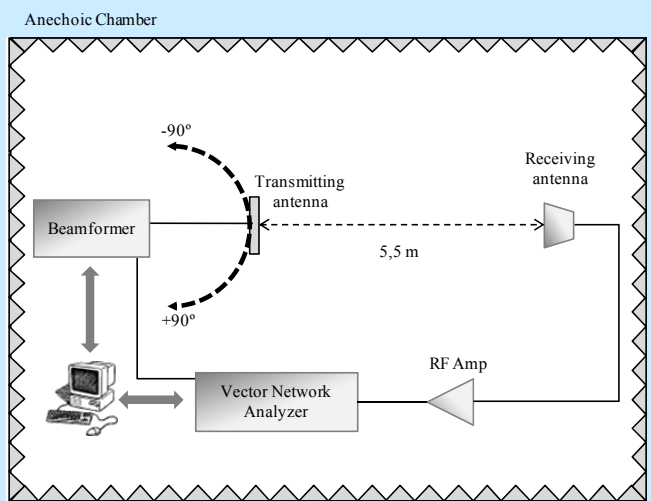 Anechoic Chamber
-90º
Transmitting
antenna
Receiving
antenna
Beamformer
5,5 m
+90º
RF Amp
Vector Network
Analyzer